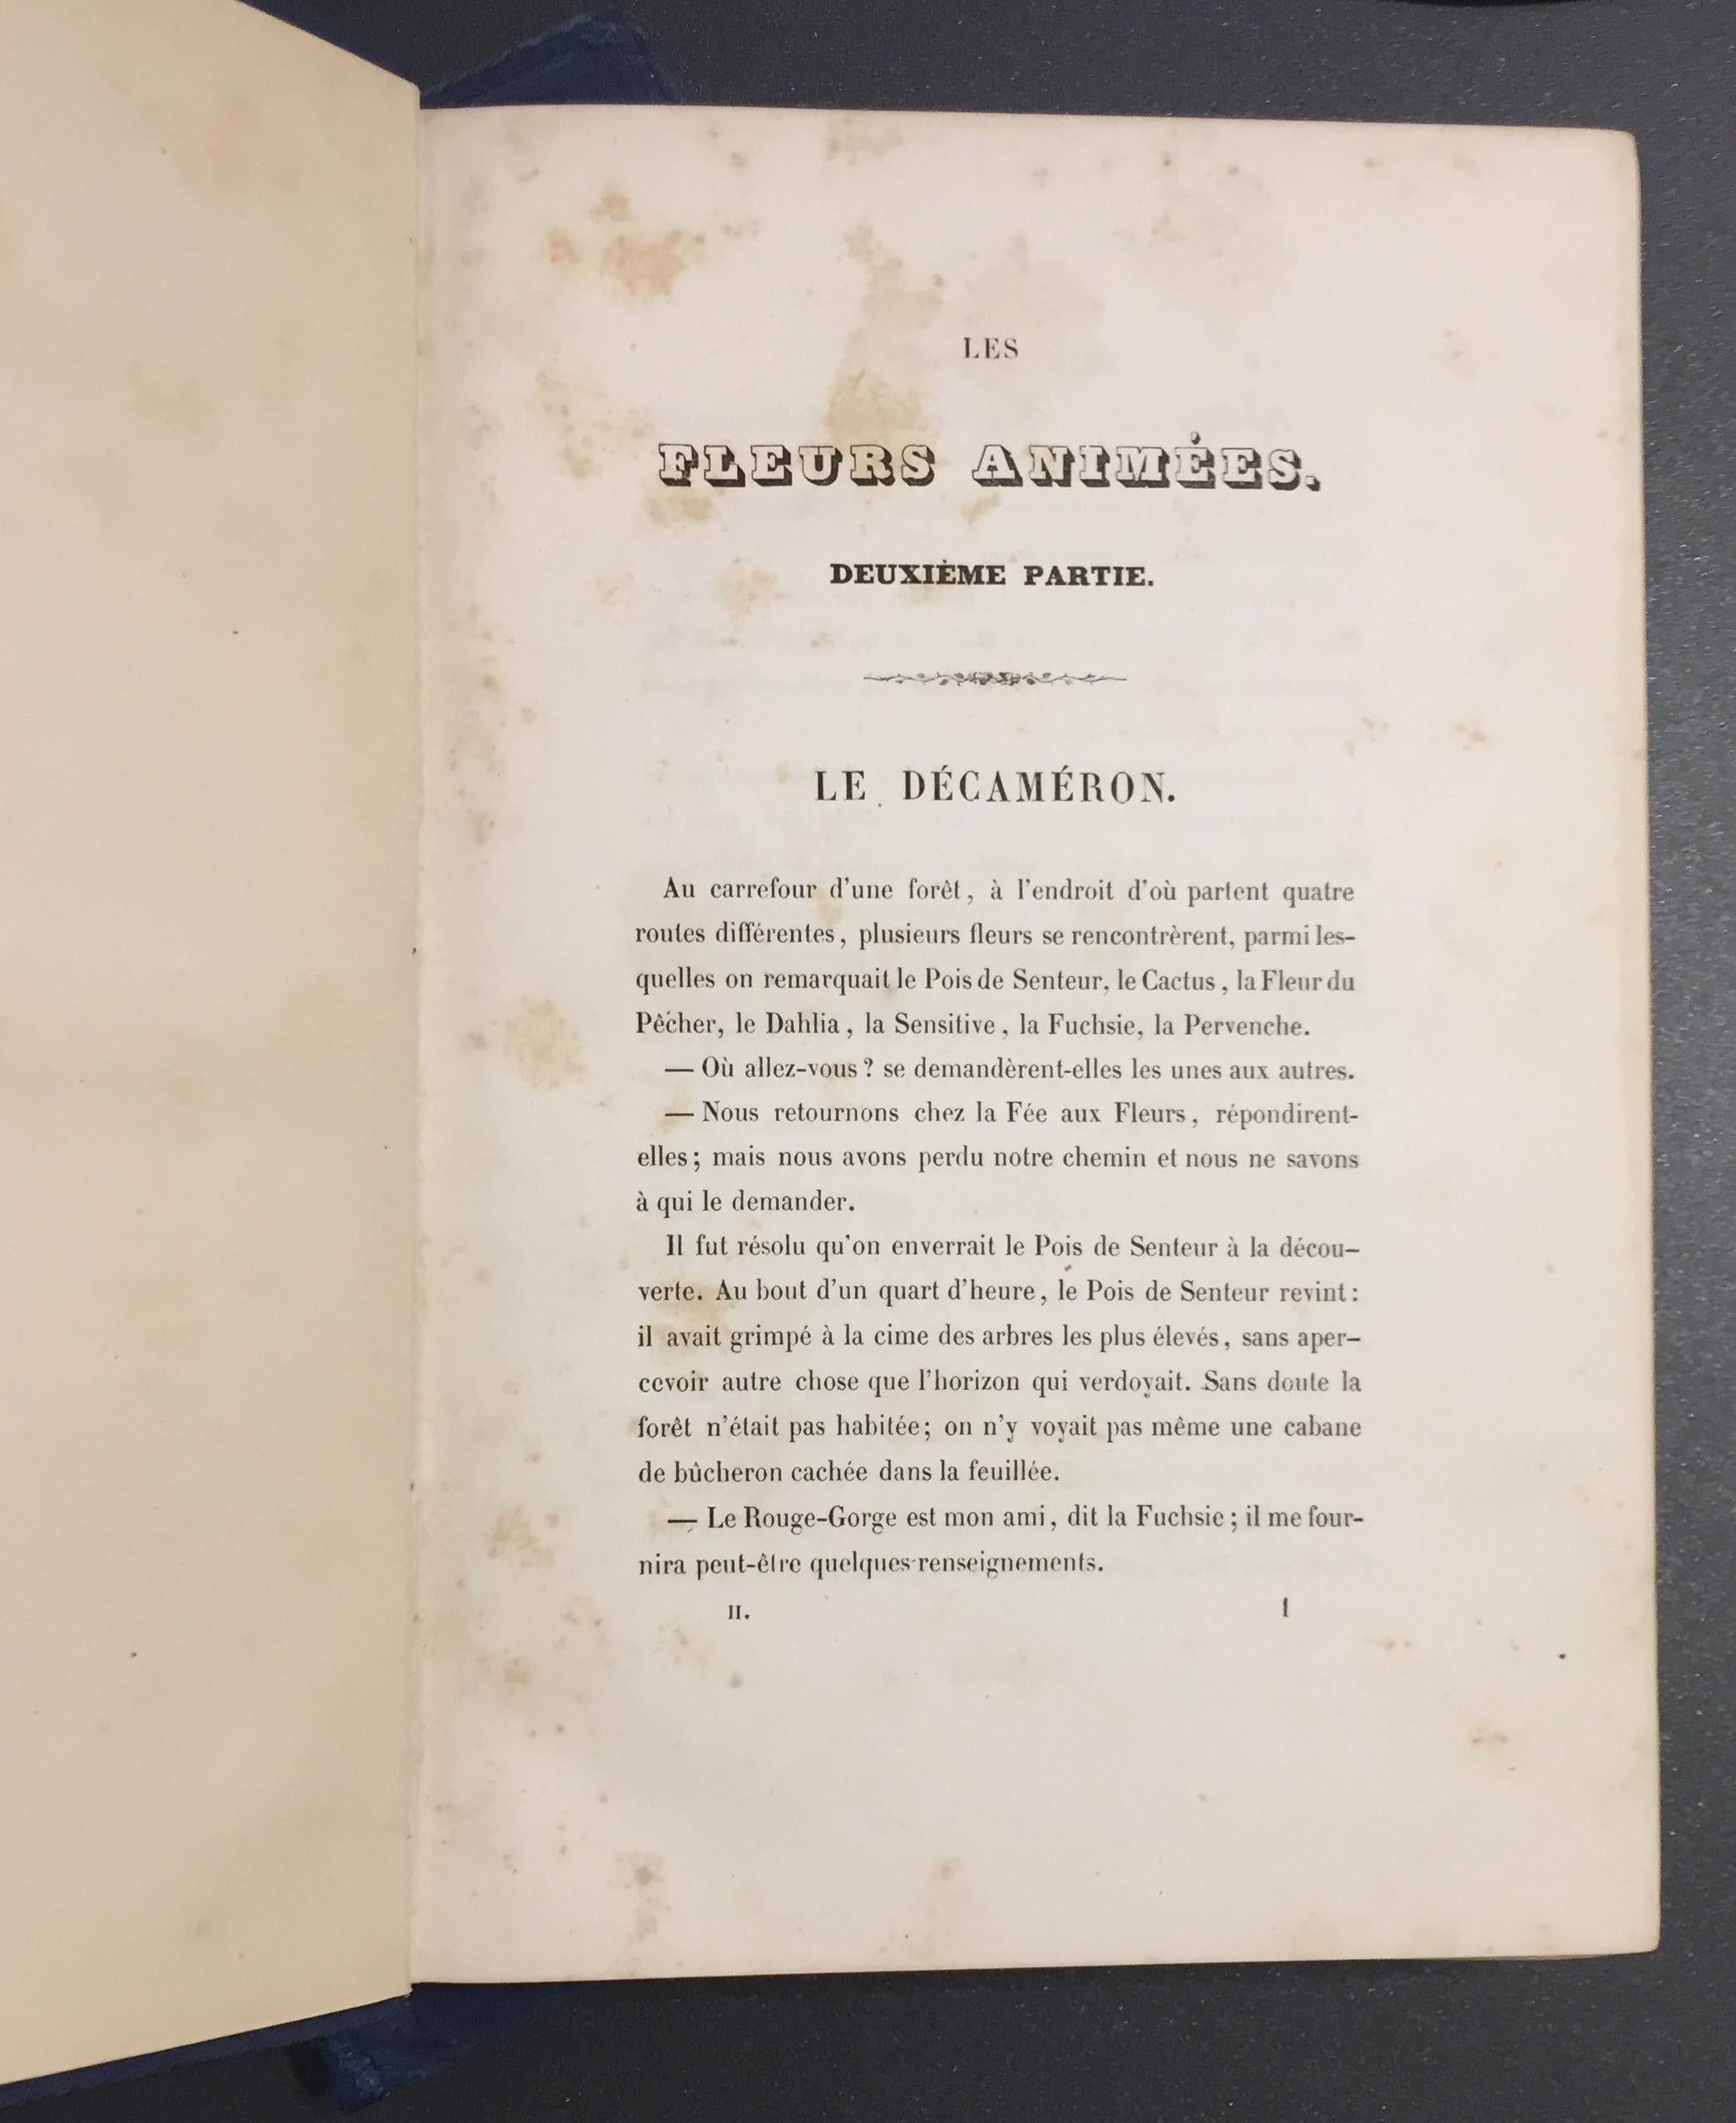 LES
FLEURS ANIMÉES.
DEUXIÈME PARTIE.
LE DÉCAMÉRON.
Au carrefour d'une forêt, à l'endroit d'où partent quatre
routes différentes, plusieurs fleurs se rencontrèrent, parmi les-
quelles on remarquait le Pois de Senteur, le Cactus, la Fleur du
Pêcher, le Dahlia, la Sensitive, la Fuchsie, la Pervenche.
— Où allez-vous? se demandèrent-elles les unes aux autres.
— Nous retournons chez la Fée aux Fleurs, répondirent-
elles; mais nous avons perdu notre chemin et nous ne savons
à qui le demander.
Il fut résolu qu'on enverrait le Pois de Senteur à la décou-
verte. Au bout d'un quart d'heure, le Pois de Senteur revint:
il avait grimpé à la cime des arbres les plus élevés, sans aper-
cevoir autre chose que l'horizon qui verdoyait. Sans doute la
forêt n'était pas habitée; on n'y voyait pas même une cabane
de bûcheron cachée dans la feuillée.
— Le Rouge-Gorge est mon ami, dit la Fuchsie; il me four-
nira peut-être quelques renseignements.
II. 1